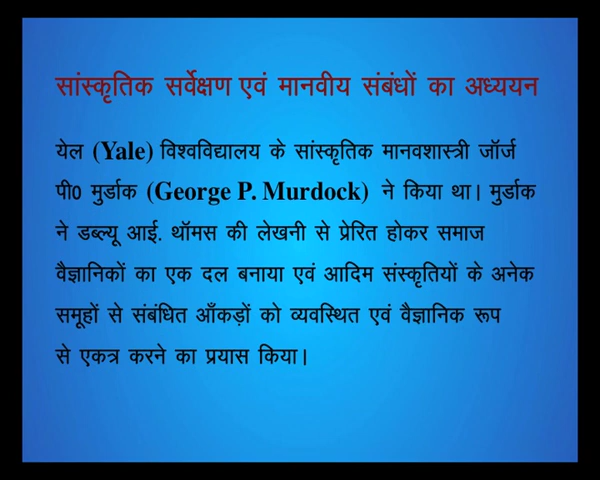 सांस्कृतिक सर्वेक्षण एवं मानवीय संबंधों का अध्ययन
येल (Yale) विश्वविद्यालय के सांस्कृतिक मानवशास्त्री जॉर्ज
पी0 मुर्डाक (George P. Murdock) ने किया था। मुर्डाक
ने डब्ल्यू आई. थॉमस की लेखनी से प्रेरित होकर समाज
वैज्ञानिकों का एक दल बनाया एवं आदिम संस्कृतियों के अनेक
समूहों से संबंधित आँकड़ों को व्यवस्थित एवं वैज्ञानिक रूप
से एकत्र करने का प्रयास किया।